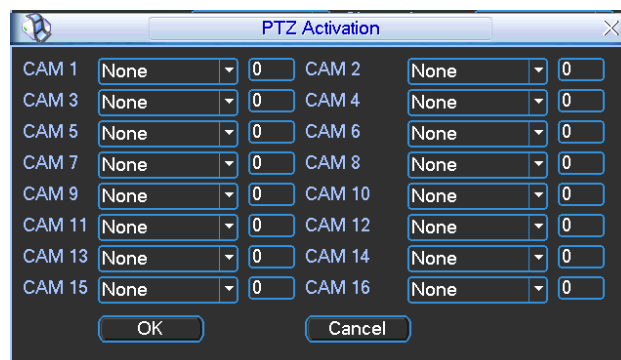 PTZ Activation
CAM 1 None 0 CAM 2 None 0
CAM 3 None 0 CAM 4 None 0
CAM 5 None 0 CAM 6 None 0
CAM 7 None 0 CAM 8 None 0
CAM 9 None 0 CAM 10 None 0
CAM 11 None 0 CAM 12 None 0
CAM 13 None 0 CAM 14 None 0
CAM 15 None 0 CAM 16 None 0
OK Cancel